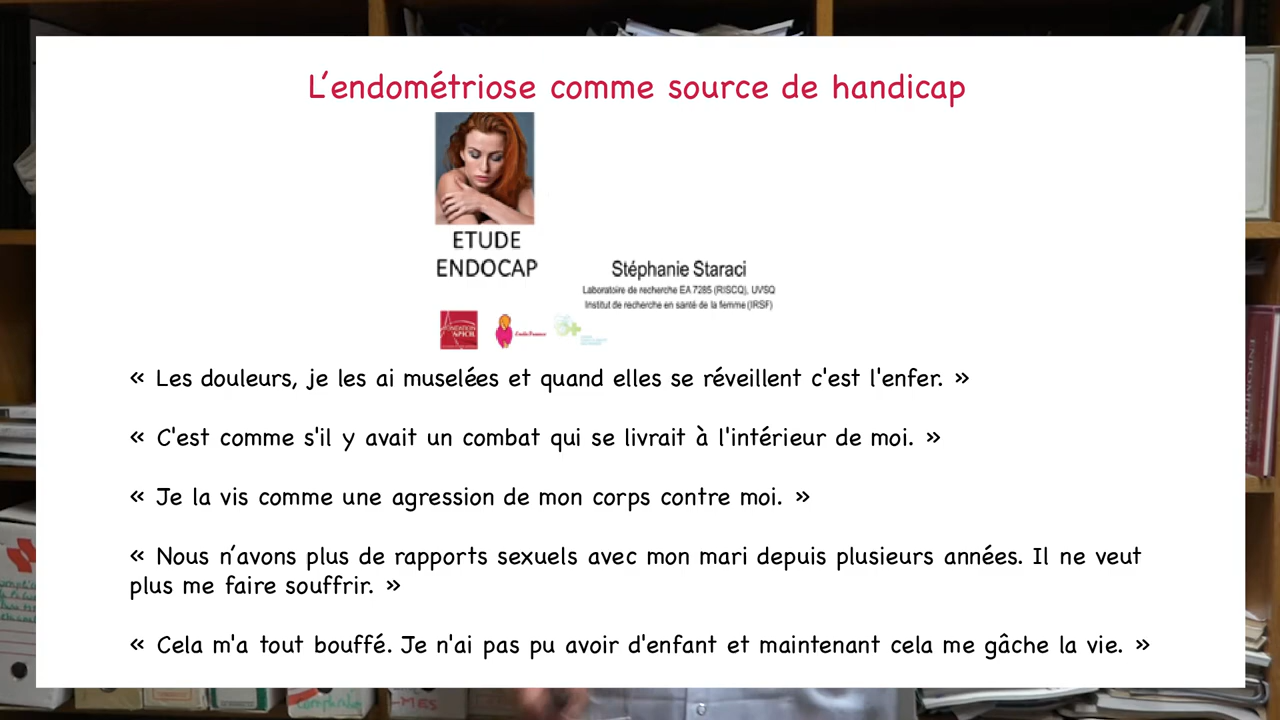 L'endométriose comme source de handicap
ETUDE
ENDOCAP
Stéphanie Staraci
Laboratoire de recherche EA 7285 (RISCQ), UVSQ
Institut de recherche en santé de la femme (IRSF)
FONDATION
APICIL
« Les douleurs, je les ai muselées et quand elles se réveillent c'est l'enfer. »
« C'est comme s'il y avait un combat qui se livrait à l'intérieur de moi. »
« Je la vis comme une agression de mon corps contre moi. »
« Nous n'avons plus de rapports sexuels avec mon mari depuis plusieurs années. Il ne veut
plus me faire souffrir. »
« Cela m'a tout bouffé. Je n'ai pas pu avoir d'enfant et maintenant cela me gâche la vie. »